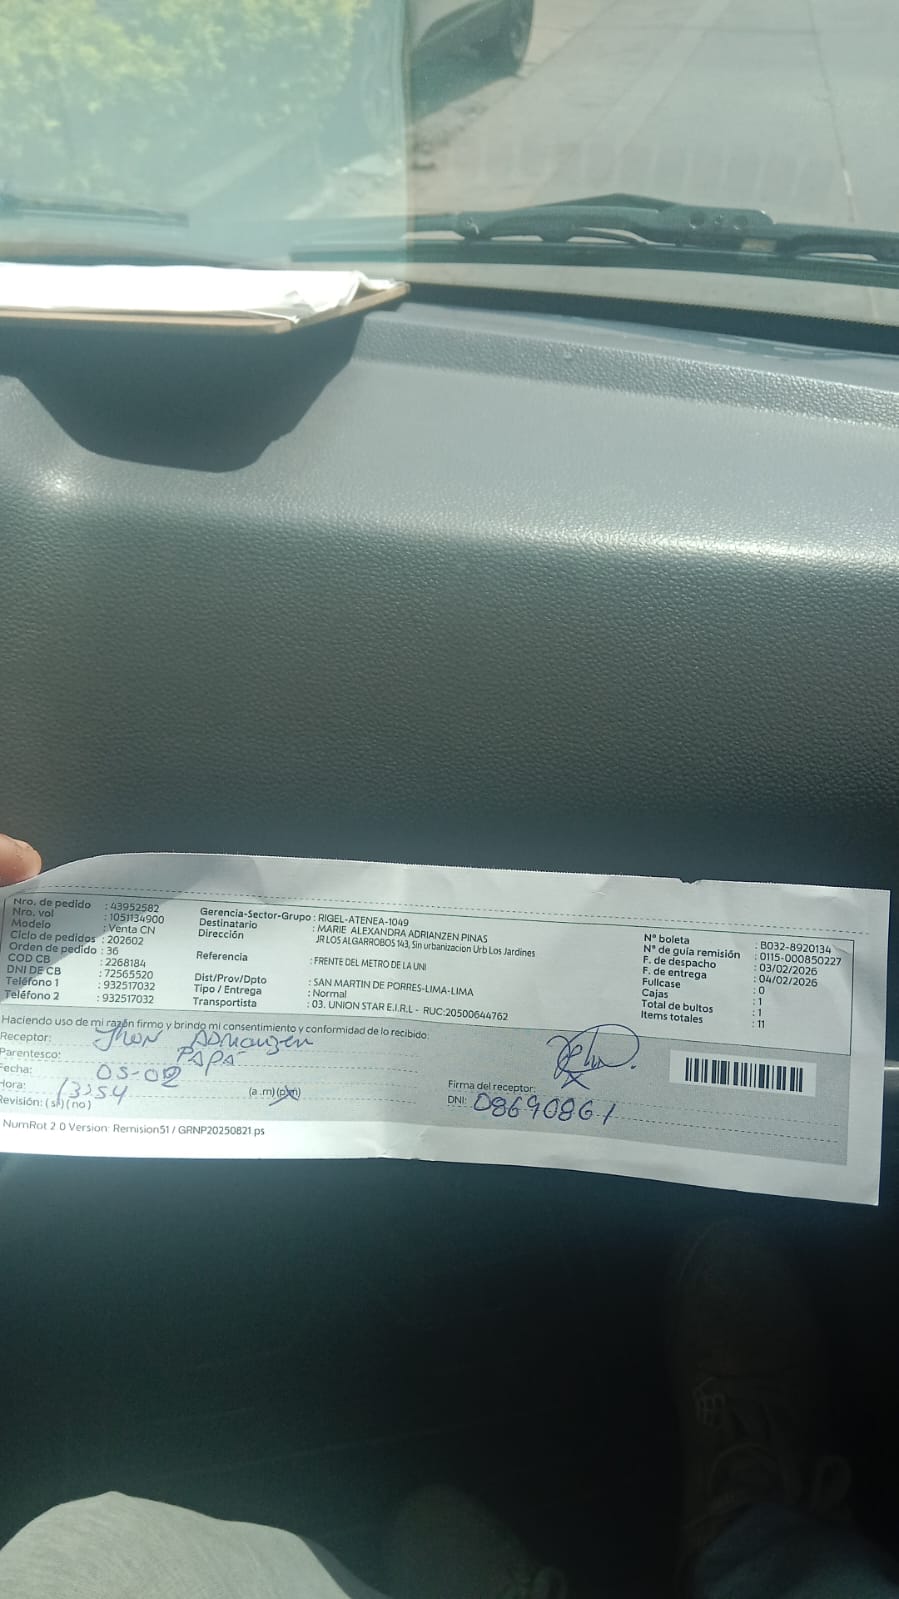 Nro. de pedido : 43952582
Nro. vol : 1051134900
Modelo : Venta CN
Ciclo de pedidos : 202602
Orden de pedido : 36
COD CB : 2268184
DNI DE CB : 72565520
Teléfono 1 : 932517032
Teléfono 2 : 932517032
Gerencia-Sector-Grupo : RIGEL-ATENEA-1049
Destinatario : MARIE ALEXANDRA ADRIANZEN PINAS
Dirección JR LOS ALGARROBOS 143, Sin urbanizacion Urb Los Jardines
Referencia : FRENTE DEL METRO DE LA UNI
Dist/Prov/Dpto : SAN MARTIN DE PORRES-LIMA-LIMA
Tipo / Entrega : Normal
Transportista : 03. UNION STAR E.I.R.L - RUC:20500644762
N° boleta : B032-8920134
N° de guía remisión : 0115-000850227
F. de despacho : 03/02/2026
F. de entrega : 04/02/2026
Fullcase : 0
Cajas : 1
Total de bultos : 1
Items totales : 11
Haciendo uso de mi razón firmo y brindo mi consentimiento y conformidad de lo recibido:
Receptor: Jhon Adrianzen
Parentesco: PAPÁ
Fecha: 05-02
Hora: 13:54 (a.m)(p.m)
Revisión: (si)(no)
Firma del receptor:
DNI: 08690861
NumRot 2.0 Version: Remision51 / GRNP20250821.ps